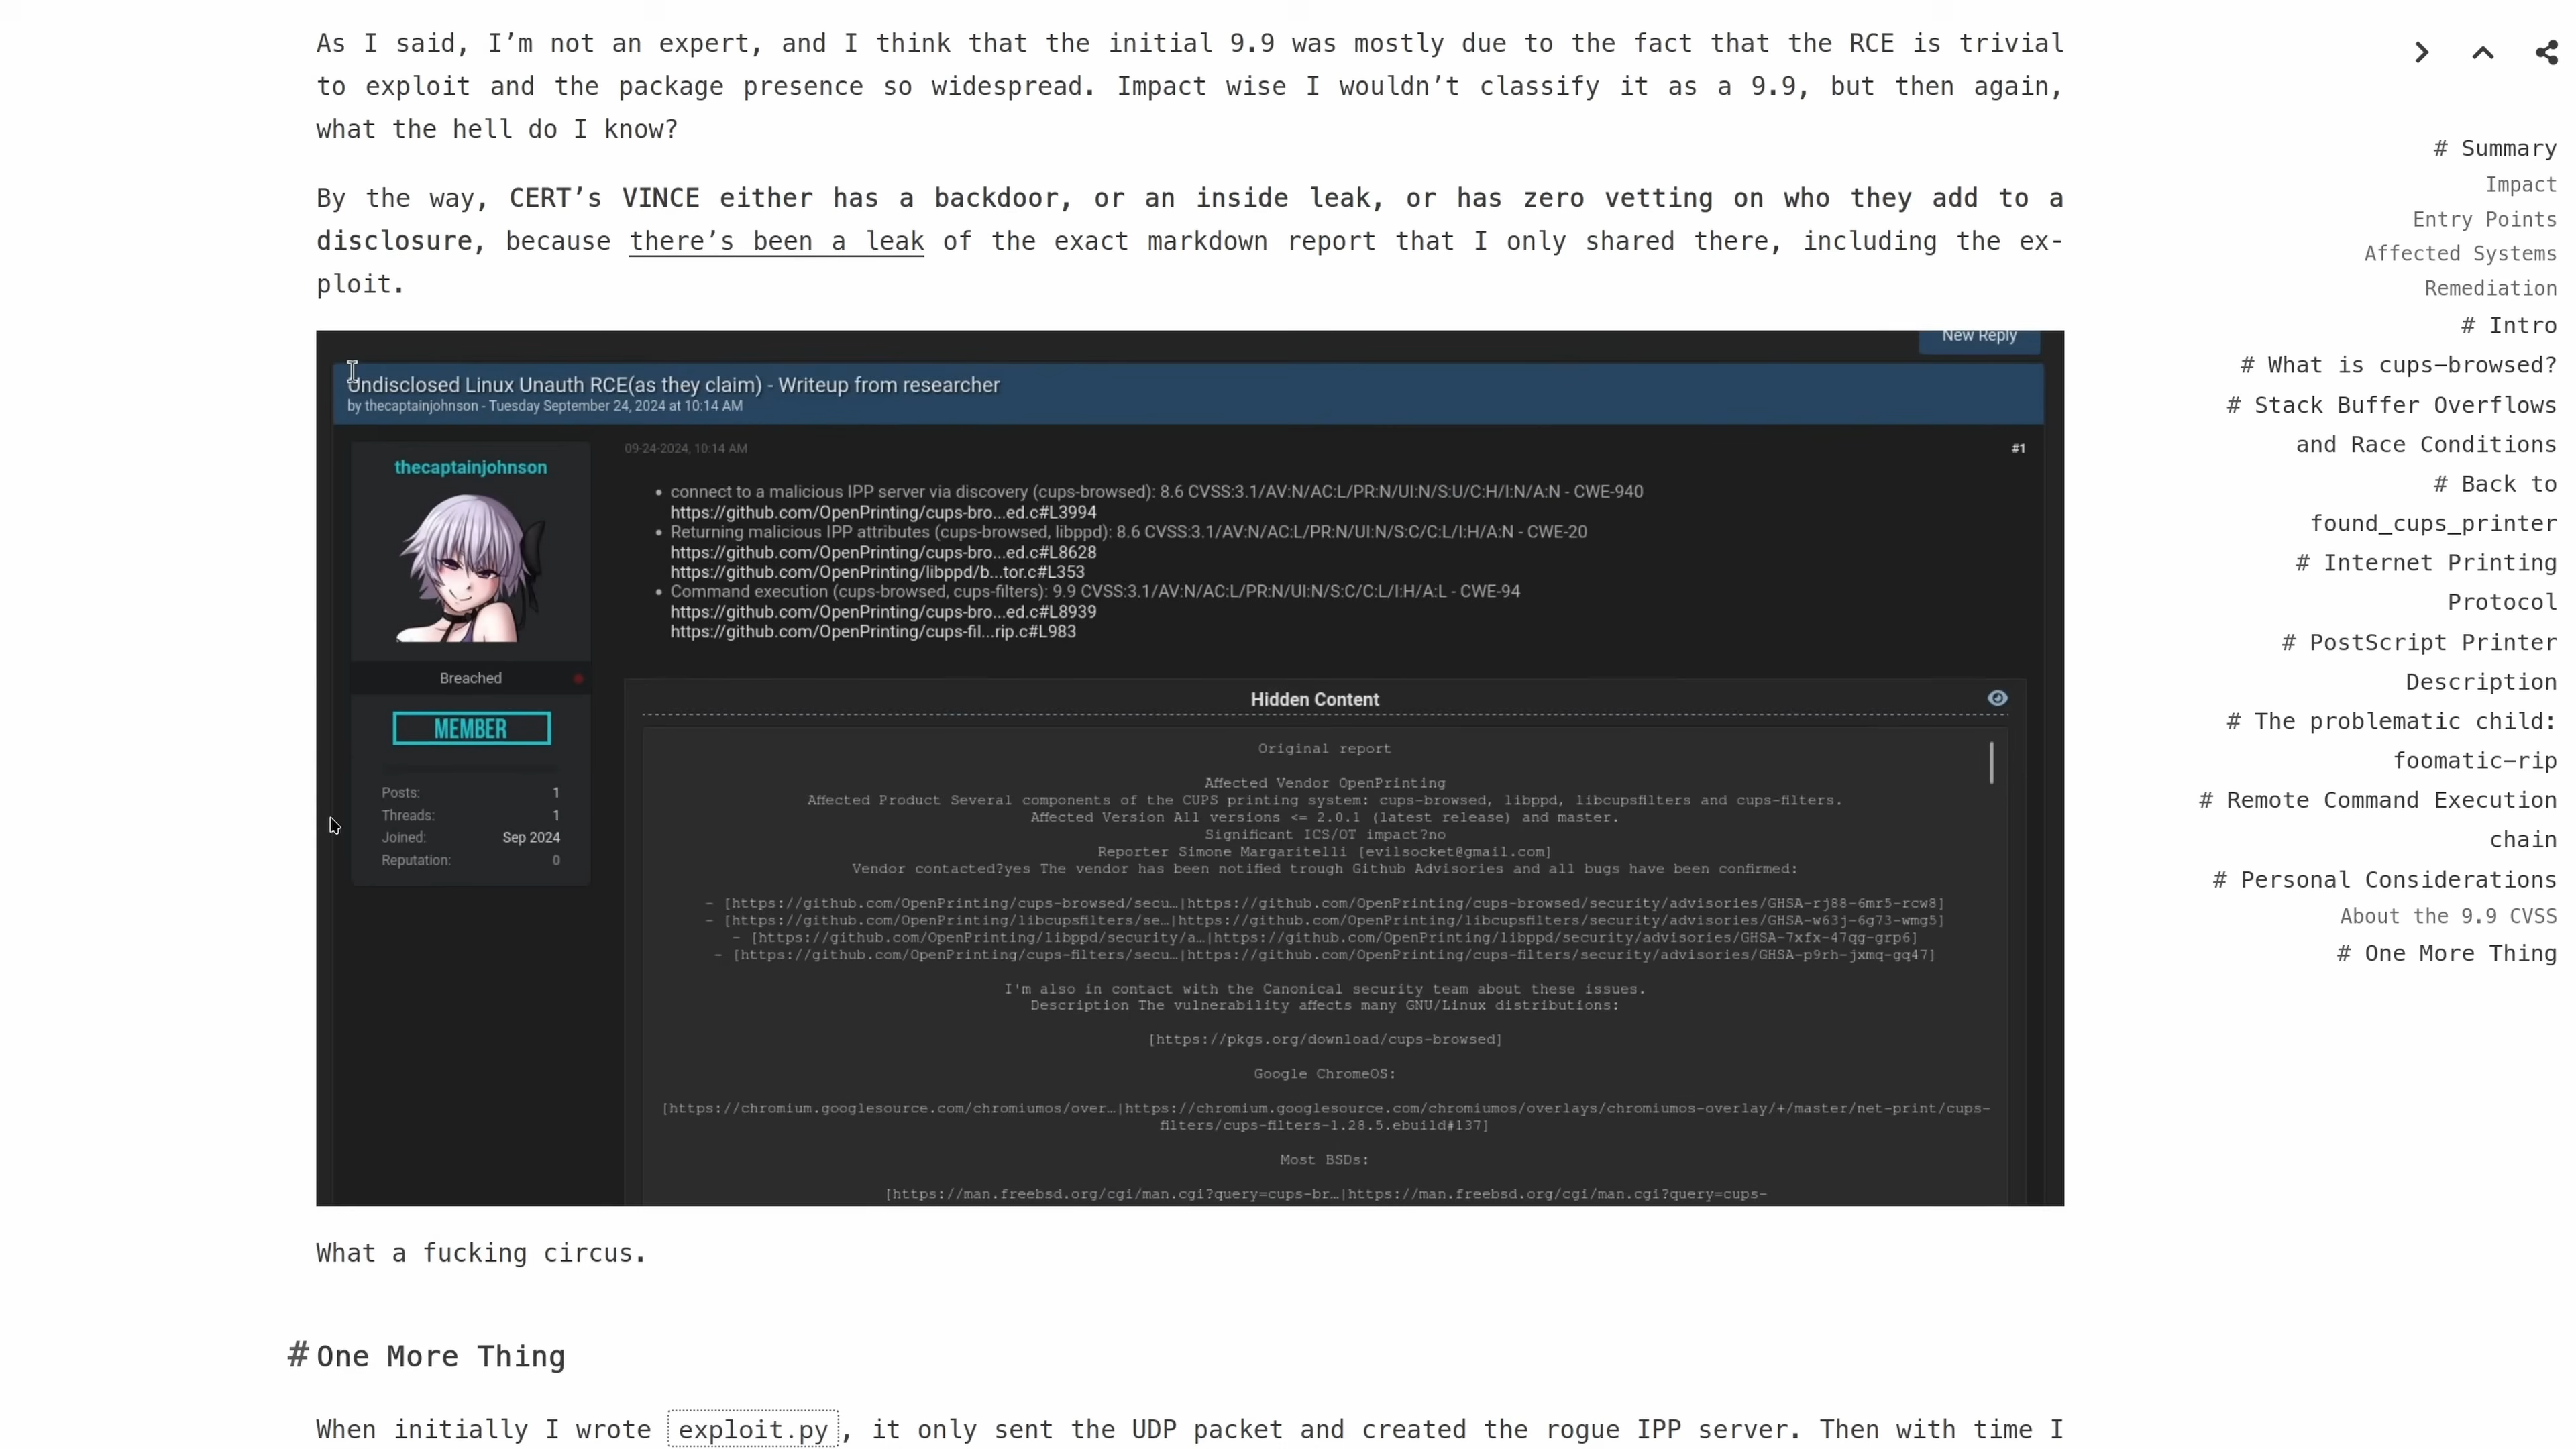 As I said, I’m not an expert, and I think that the initial 9.9 was mostly due to the fact that the RCE is trivial
to exploit and the package presence so widespread. Impact wise I wouldn’t classify it as a 9.9, but then again,
what the hell do I know?
By the way, CERT’s VINCE either has a backdoor, or an inside leak, or has zero vetting on who they add to a
disclosure, because there’s been a leak of the exact markdown report that I only shared there, including the ex-
ploit.
New Reply
Undisclosed Linux Unauth RCE(as they claim) - Writeup from researcher
by thecaptainjohnson - Tuesday September 24, 2024 at 10:14 AM
thecaptainjohnson
Breached
MEMBER
Posts: 1
Threads: 1
Joined: Sep 2024
Reputation: 0
09-24-2024, 10:14 AM #1
• connect to a malicious IPP server via discovery (cups-browsed): 8.6 CVSS:3.1/AV:N/AC:L/PR:N/UI:N/S:U/C:H/I:N/A:N - CWE-940
https://github.com/OpenPrinting/cups-bro...ed.c#L3994
• Returning malicious IPP attributes (cups-browsed, libppd): 8.6 CVSS:3.1/AV:N/AC:L/PR:N/UI:N/S:C/C:L/I:H/A:N - CWE-20
https://github.com/OpenPrinting/cups-bro...ed.c#L8628
https://github.com/OpenPrinting/libppd/b...tor.c#L353
• Command execution (cups-browsed, cups-filters): 9.9 CVSS:3.1/AV:N/AC:L/PR:N/UI:N/S:C/C:L/I:H/A:L - CWE-94
https://github.com/OpenPrinting/cups-bro...ed.c#L8939
https://github.com/OpenPrinting/cups-fil...rip.c#L983
Hidden Content
Original report
Affected Vendor OpenPrinting
Affected Product Several components of the CUPS printing system: cups-browsed, libppd, libcupsfilters and cups-filters.
Affected Version All versions <= 2.0.1 (latest release) and master.
Significant ICS/OT impact?no
Reporter Simone Margaritelli [evilsocket@gmail.com]
Vendor contacted?yes The vendor has been notified trough Github Advisories and all bugs have been confirmed:
- [https://github.com/OpenPrinting/cups-browsed/secu…|https://github.com/OpenPrinting/cups-browsed/security/advisories/GHSA-rj88-6mr5-rcw8]
- [https://github.com/OpenPrinting/libcupsfilters/se…|https://github.com/OpenPrinting/libcupsfilters/security/advisories/GHSA-w63j-6g73-wmg5]
- [https://github.com/OpenPrinting/libppd/security/a…|https://github.com/OpenPrinting/libppd/security/advisories/GHSA-7xfx-47qg-grp6]
- [https://github.com/OpenPrinting/cups-filters/secu…|https://github.com/OpenPrinting/cups-filters/security/advisories/GHSA-p9rh-jxmq-gq47]
I'm also in contact with the Canonical security team about these issues.
Description The vulnerability affects many GNU/Linux distributions:
[https://pkgs.org/download/cups-browsed]
Google ChromeOS:
[https://chromium.googlesource.com/chromiumos/over…|https://chromium.googlesource.com/chromiumos/overlays/chromiumos-overlay/+/master/net-print/cups-
filters/cups-filters-1.28.5.ebuild#137]
Most BSDs:
[https://man.freebsd.org/cgi/man.cgi?query=cups-br…|https://man.freebsd.org/cgi/man.cgi?query=cups-
What a fucking circus.
# One More Thing
When initially I wrote exploit.py, it only sent the UDP packet and created the rogue IPP server. Then with time I
# Summary
Impact
Entry Points
Affected Systems
Remediation
# Intro
# What is cups-browsed?
# Stack Buffer Overflows
and Race Conditions
# Back to
found_cups_printer
# Internet Printing
Protocol
# PostScript Printer
Description
# The problematic child:
foomatic-rip
# Remote Command Execution
chain
# Personal Considerations
About the 9.9 CVSS
# One More Thing